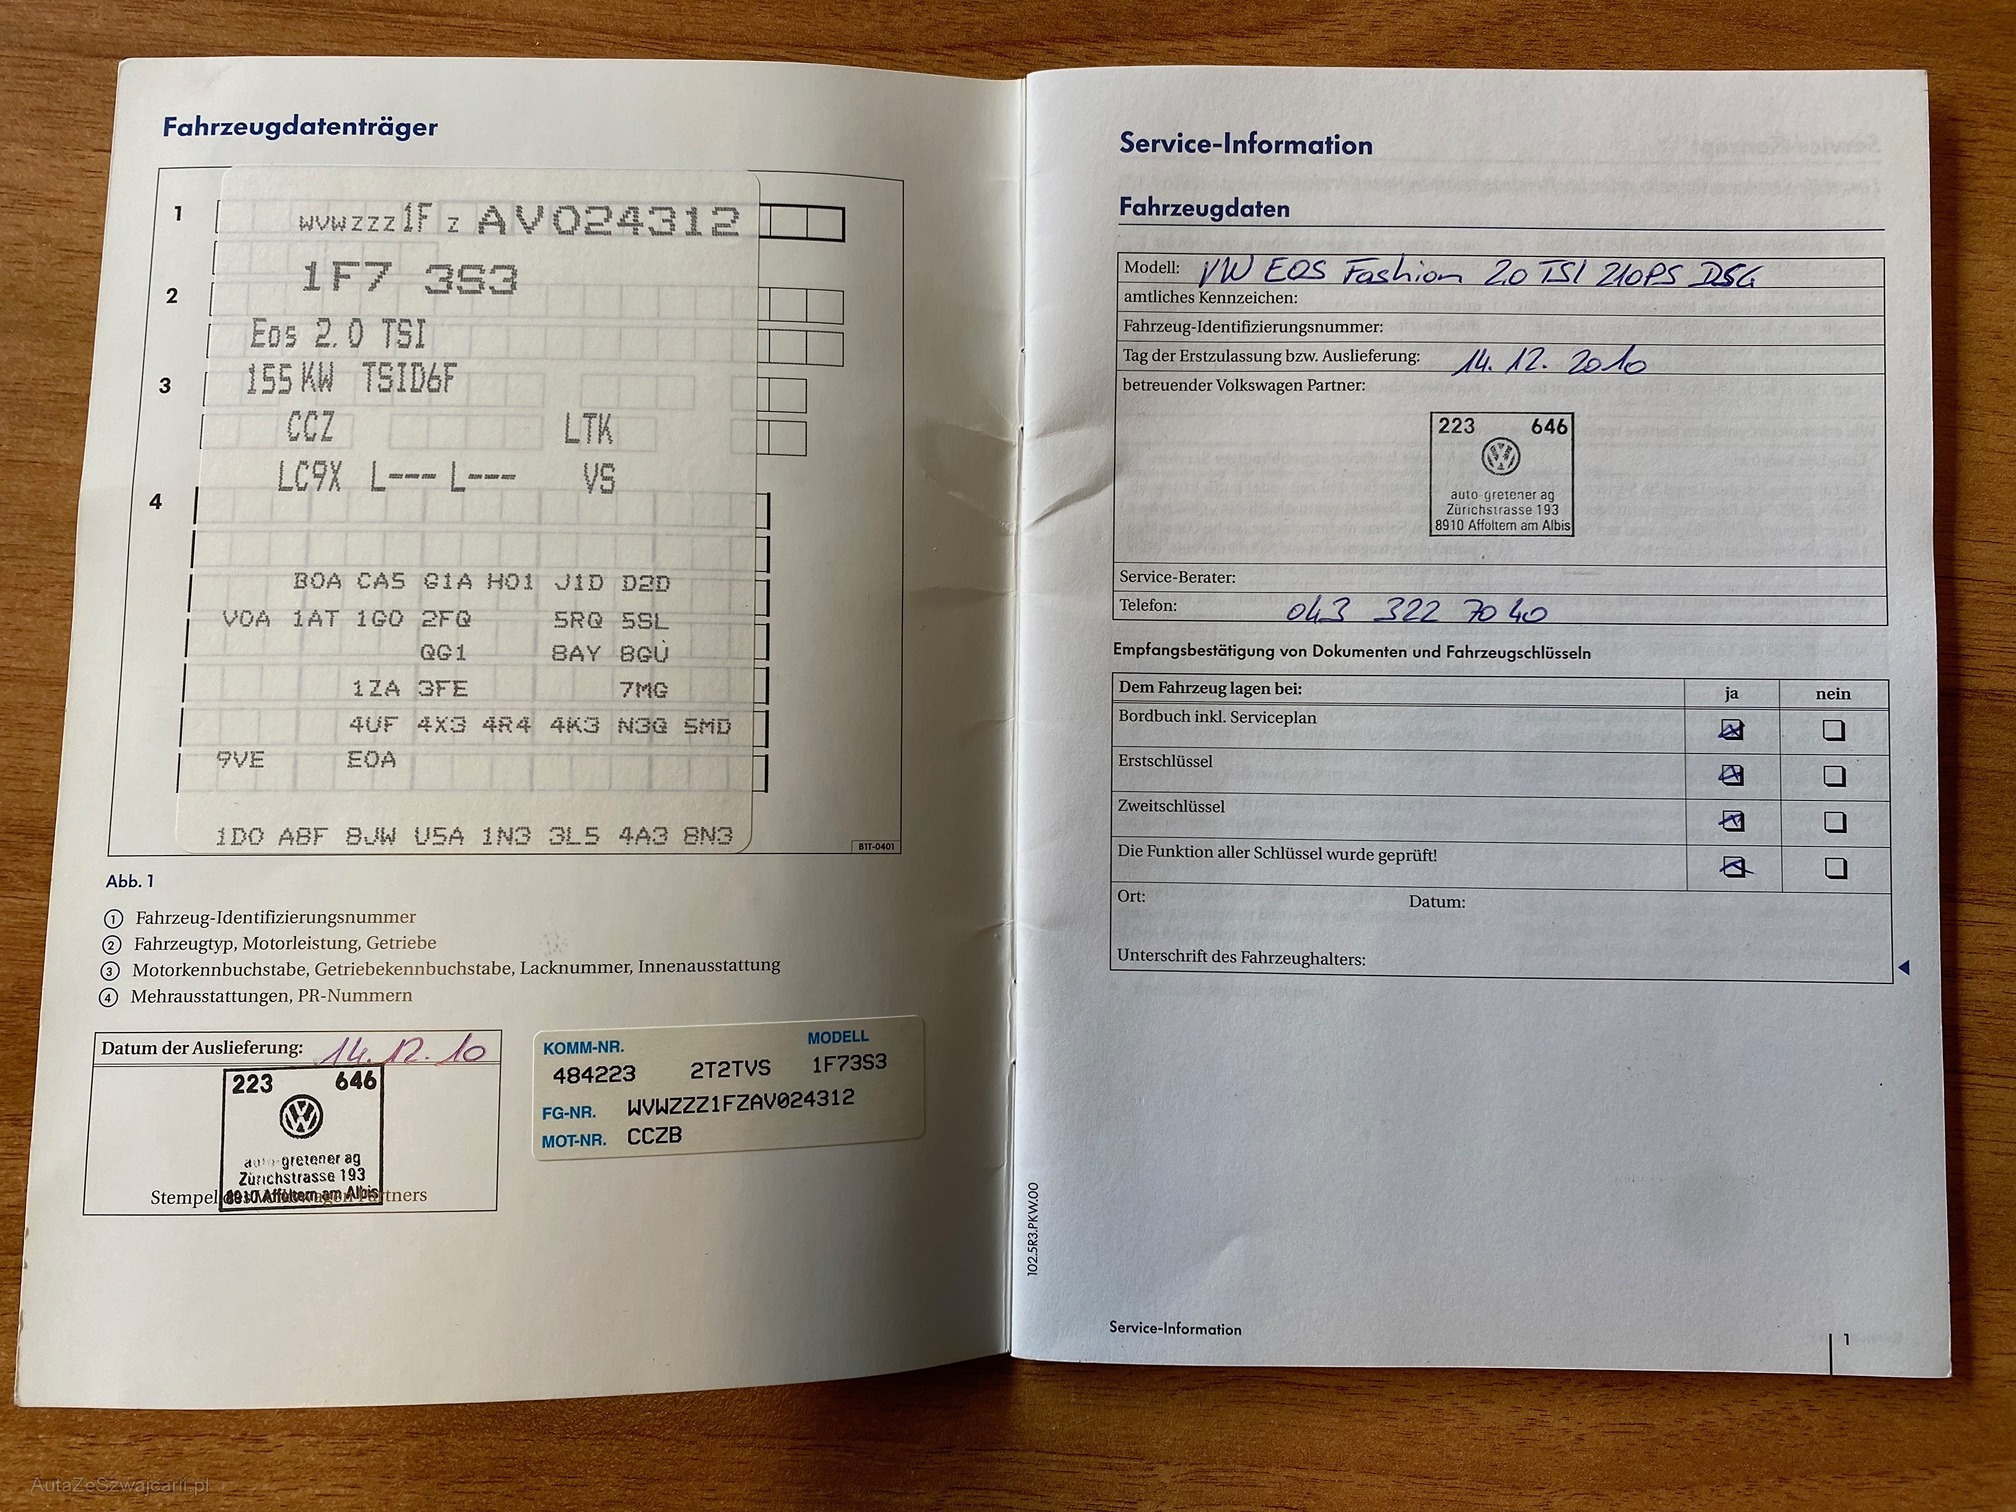 Fahrzeugdatenträger
1
WVWZZZ1F Z AV024312
1F7 3S3
2
Eos 2.0 TSI
3
155KW TSID6F
CCZ LTK
LC9X L--- L--- VS
4
B0A CA5 G1A H01 J1D D2D
V0A 1AT 1G0 2FQ 5RQ 5SL
QG1 8AY 8GU
1ZA 3FE 7MG
4UF 4X3 4R4 4K3 N3Q 5MD
9VE E0A
1D0 A8F 8JW U5A 1N3 3L5 4A3 8N3
B1T-0401
Abb. 1
1 Fahrzeug-Identifizierungsnummer
2 Fahrzeugtyp, Motorleistung, Getriebe
3 Motorkennbuchstabe, Getriebekennbuchstabe, Lacknummer, Innenausstattung
4 Mehrausstattungen, PR-Nummern
Datum der Auslieferung: 14.12.10
223 646
auto gretener ag
Zürichstrasse 193
8910 Affoltern am Albis
KOMM-NR. MODELL
484223 2T2TVS 1F73S3
FG-NR. WVWZZZ1FZAV024312
MOT-NR. CCZB
Service-Information
Fahrzeugdaten
Modell: VW EOS Fashion 2.0 TSI 210PS DSG
amtliches Kennzeichen:
Fahrzeug-Identifizierungsnummer:
Tag der Erstzulassung bzw. Auslieferung: 14.12.2010
betreuender Volkswagen Partner:
223 646
auto gretener ag
Zürichstrasse 193
8910 Affoltern am Albis
Service-Berater:
Telefon: 043 322 70 40
Empfangsbestätigung von Dokumenten und Fahrzeugschlüsseln
Dem Fahrzeug lagen bei: ja nein
Bordbuch inkl. Serviceplan
Erstschlüssel
Zweitschlüssel
Die Funktion aller Schlüssel wurde geprüft!
Ort: Datum:
Unterschrift des Fahrzeughalters:
102.5R3.PKW.00
Service-Information
1
AutaZeSzwajcarii.pl